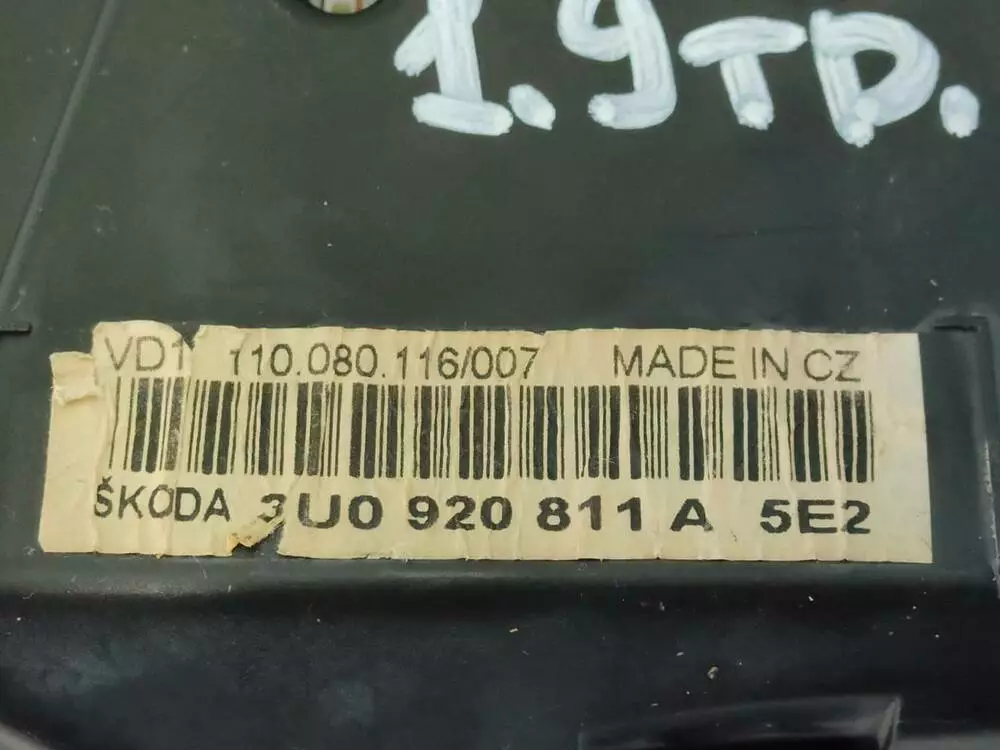 1.9TD.
VD1 110.080.116/007 MADE IN CZ
ŠKODA 3U0 920 811 A 5E2